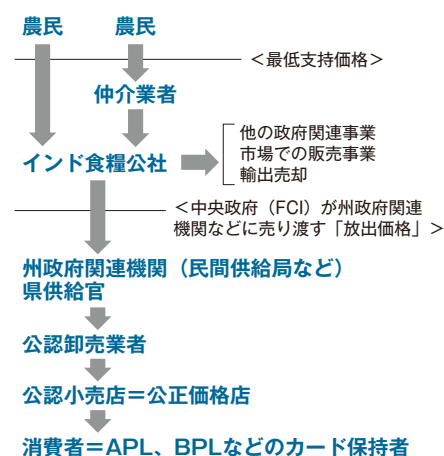 農民 農民
＜最低支持価格＞
仲介業者
インド食糧公社
他の政府関連事業
市場での販売事業
輸出売却
＜中央政府（FCI）が州政府関連
機関などに売り渡す「放出価格」＞
州政府関連機関（民間供給局など）
県供給官
公認卸売業者
公認小売店＝公正価格店
消費者＝APL、BPLなどのカード保持者